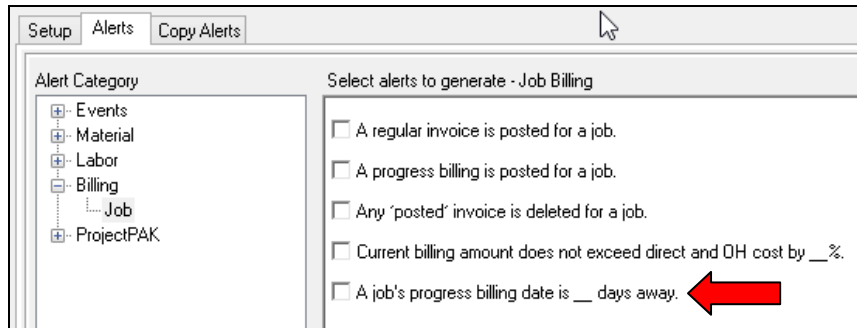 Setup Alerts Copy Alerts
Alert Category
Events
Material
Labor
Billing
Job
ProjectPAK
Select alerts to generate - Job Billing
A regular invoice is posted for a job.
A progress billing is posted for a job.
Any 'posted' invoice is deleted for a job.
Current billing amount does not exceed direct and OH cost by __%.
A job's progress billing date is __ days away.